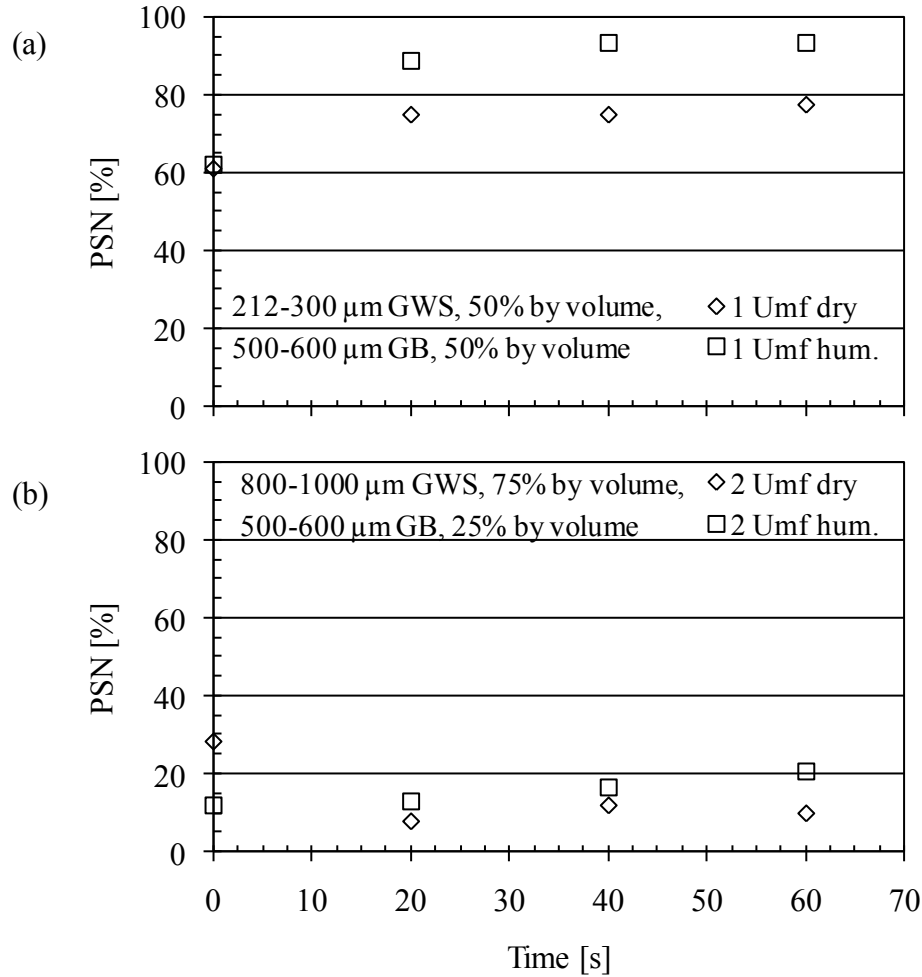 (a)
PSN [%]
100
80
60
40
20
0
212-300 µm GWS, 50% by volume,
500-600 µm GB, 50% by volume
1 Umf dry
1 Umf hum.
(b)
PSN [%]
100
80
60
40
20
0
800-1000 µm GWS, 75% by volume,
500-600 µm GB, 25% by volume
2 Umf dry
2 Umf hum.
0 10 20 30 40 50 60 70
Time [s]